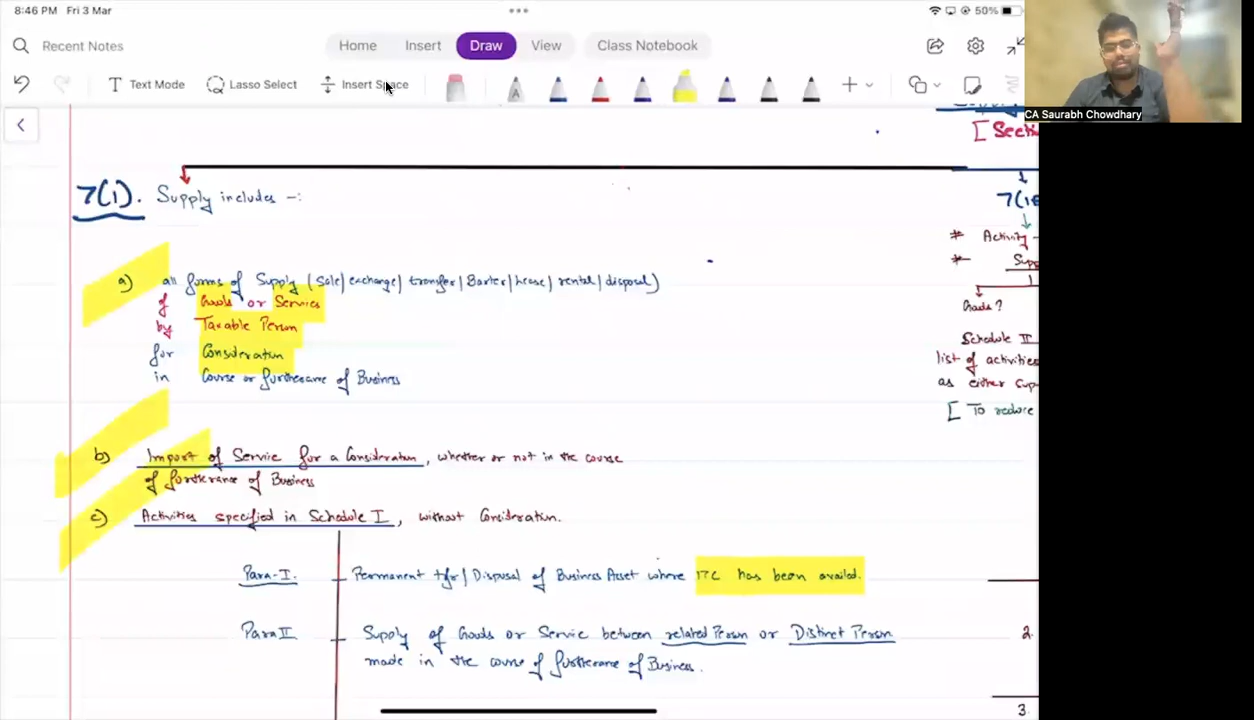 8:46 PM Fri 3 Mar
50%
Recent Notes
Home Insert Draw View Class Notebook
Text Mode Lasso Select Insert Space
CA Saurabh Chowdhary
[Secti
7(1). Supply includes -:
7(1
* Activity -
* Supp
a) all forms of Supply (Sale/exchange/transfer/Barter/Lease/rental/disposal)
of Goods or Services
by Taxable Person
for Consideration
in Course or furtherance of Business
Goods?
Schedule II
list of activities
as either sup
[ To reduce
b) Import of Service for a Consideration, whether or not in the course
of furtherance of Business
c) Activities specified in Schedule I, without Consideration.
Para-I. Permanent tfr/Disposal of Business Asset where ITC has been availed.
Para II Supply of Goods or Service between related Person or Distinct Person
made in the course of furtherance of Business.
2.
3.